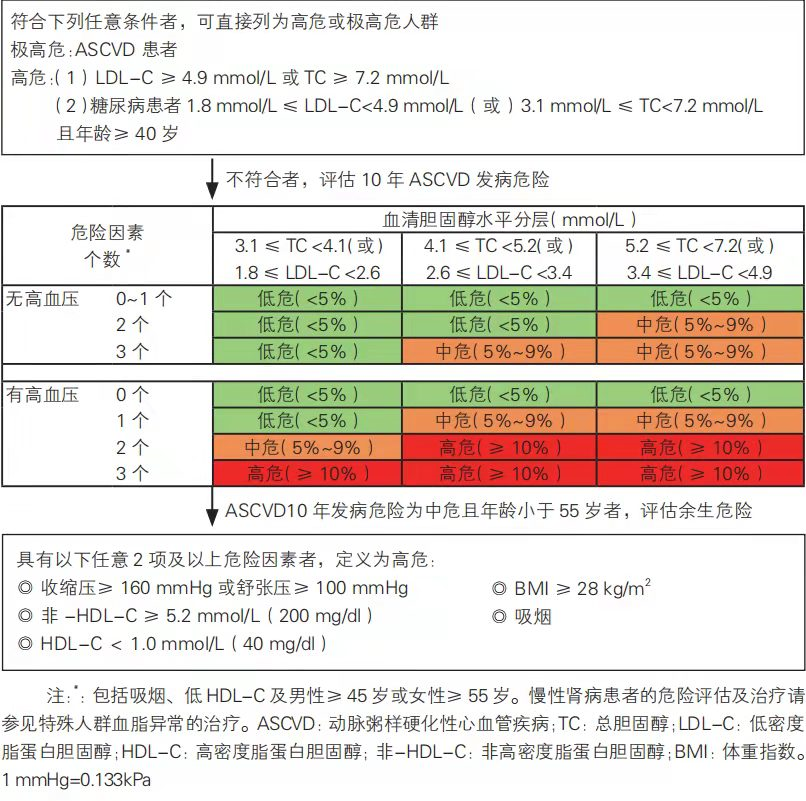 符合下列任意条件者，可直接列为高危或极高危人群
极高危:ASCVD 患者
高危:(1) LDL-C ≥ 4.9 mmol/L 或 TC ≥ 7.2 mmol/L
(2)糖尿病患者 1.8 mmol/L ≤ LDL-C<4.9 mmol/L (或) 3.1 mmol/L ≤ TC<7.2 mmol/L
且年龄≥ 40 岁
不符合者，评估 10 年 ASCVD 发病危险
危险因素
个数*
血清胆固醇水平分层( mmol/L )
3.1 ≤ TC <4.1(或)
1.8 ≤ LDL-C <2.6
4.1 ≤ TC <5.2(或)
2.6 ≤ LDL-C <3.4
5.2 ≤ TC <7.2(或)
3.4 ≤ LDL-C <4.9
无高血压 0~1 个 低危( <5% ) 低危( <5% ) 低危( <5% )
2 个 低危( <5% ) 低危( <5% ) 中危( 5%~9% )
3 个 低危( <5% ) 中危( 5%~9% ) 中危( 5%~9% )
有高血压 0 个 低危( <5% ) 低危( <5% ) 低危( <5% )
1 个 低危( <5% ) 中危( 5%~9% ) 中危( 5%~9% )
2 个 中危( 5%~9% ) 高危( ≥ 10% ) 高危( ≥ 10% )
3 个 高危( ≥ 10% ) 高危( ≥ 10% ) 高危( ≥ 10% )
ASCVD10 年发病危险为中危且年龄小于 55 岁者，评估余生危险
具有以下任意 2 项及以上危险因素者，定义为高危:
◎ 收缩压≥ 160 mmHg 或舒张压≥ 100 mmHg
◎ 非 -HDL-C ≥ 5.2 mmol/L ( 200 mg/dl )
◎ HDL-C < 1.0 mmol/L ( 40 mg/dl )
◎ BMI ≥ 28 kg/m²
◎ 吸烟
注:*: 包括吸烟、低 HDL-C 及男性≥ 45 岁或女性≥ 55 岁。慢性肾病患者的危险评估及治疗请
参见特殊人群血脂异常的治疗。ASCVD: 动脉粥样硬化性心血管疾病;TC: 总胆固醇;LDL-C: 低密度
脂蛋白胆固醇;HDL-C: 高密度脂蛋白胆固醇; 非-HDL-C: 非高密度脂蛋白胆固醇;BMI: 体重指数。
1 mmHg=0.133kPa